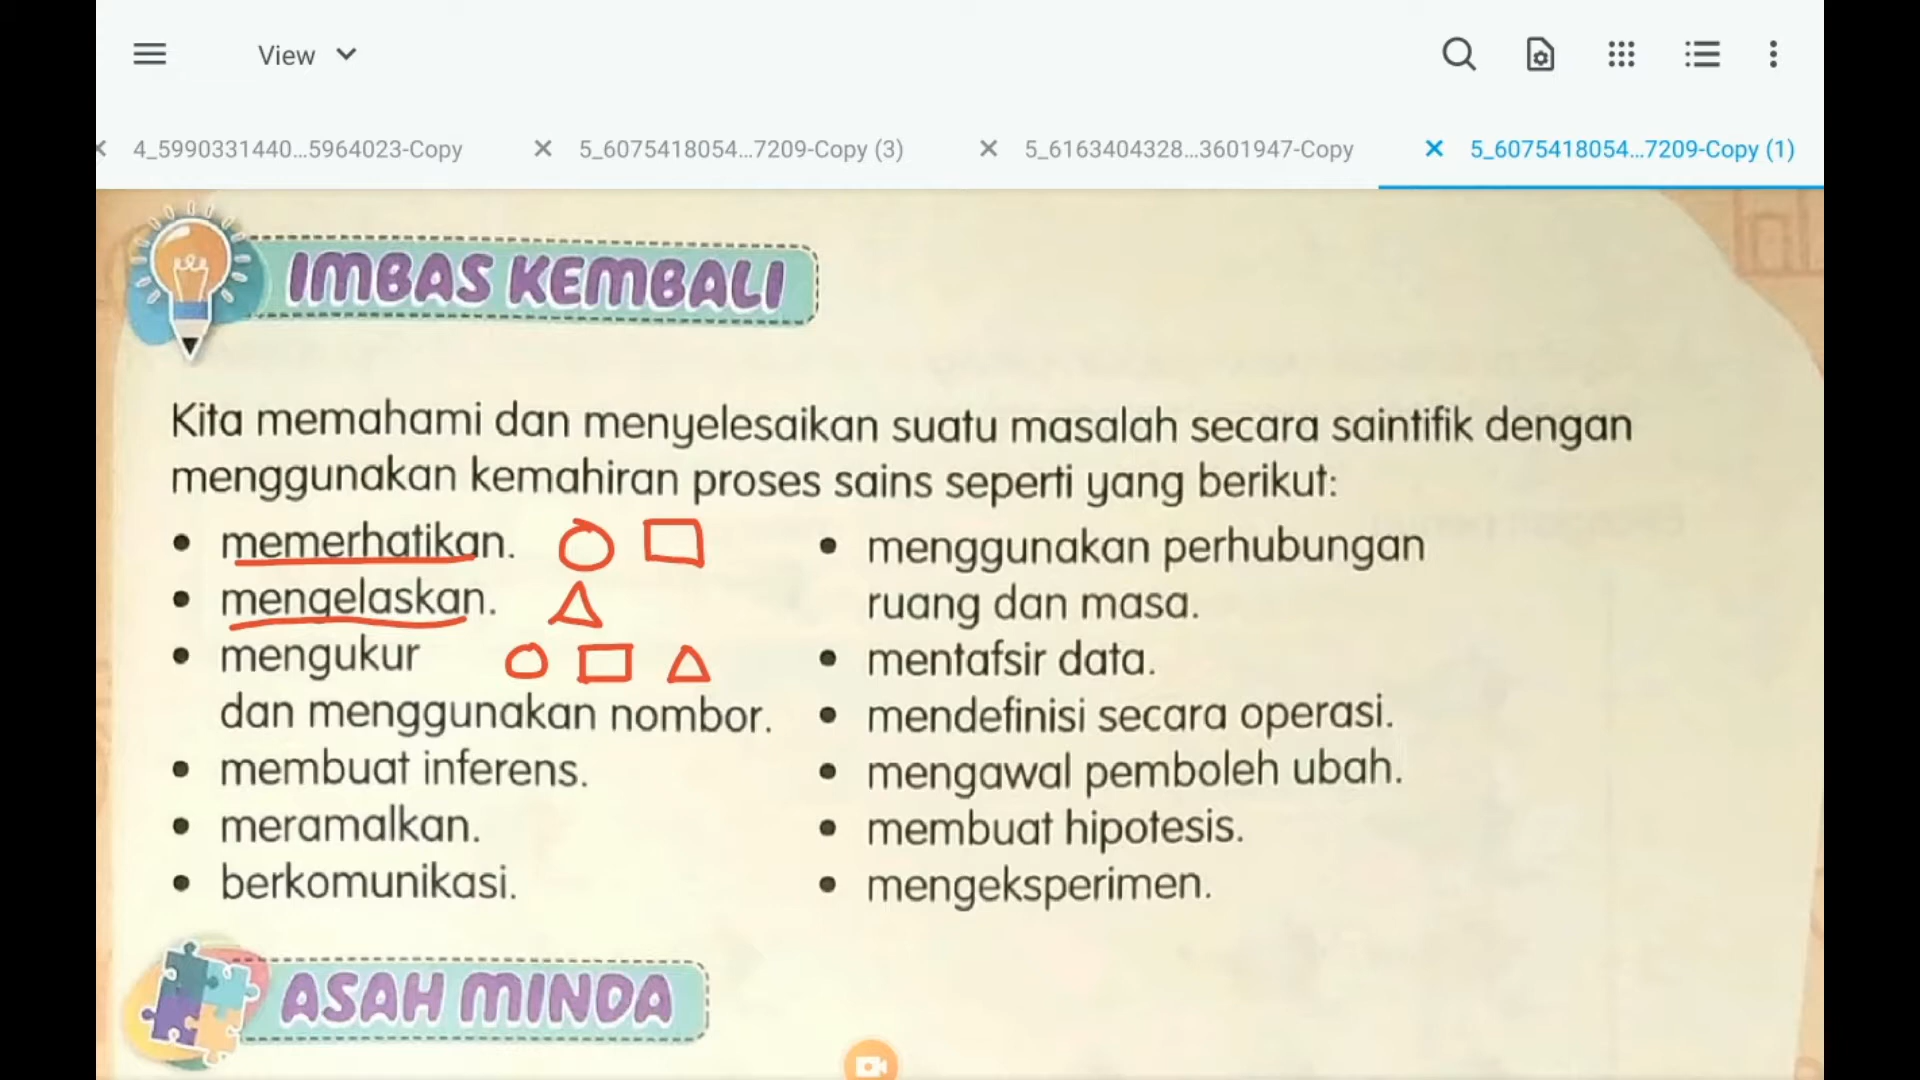 View
4_5990331440...5964023-Copy
5_6075418054...7209-Copy (3)
5_6163404328...3601947-Copy
5_6075418054...7209-Copy (1)
IMBAS KEMBALI
Kita memahami dan menyelesaikan suatu masalah secara saintifik dengan
menggunakan kemahiran proses sains seperti yang berikut:
• memerhatikan.
• mengelaskan.
• mengukur
dan menggunakan nombor.
• membuat inferens.
• meramalkan.
• berkomunikasi.
• menggunakan perhubungan
ruang dan masa.
• mentafsir data.
• mendefinisi secara operasi.
• mengawal pemboleh ubah.
• membuat hipotesis.
• mengeksperimen.
ASAH MINDA